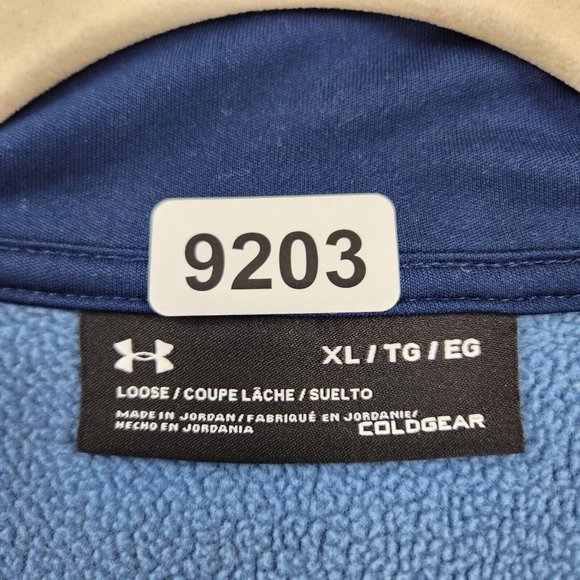 9203
XL / TG / EG
LOOSE / COUPE LÂCHE / SUELTO
MADE IN JORDAN / FABRIQUÉ EN JORDANIE /
HECHO EN JORDANIA
COLDGEAR